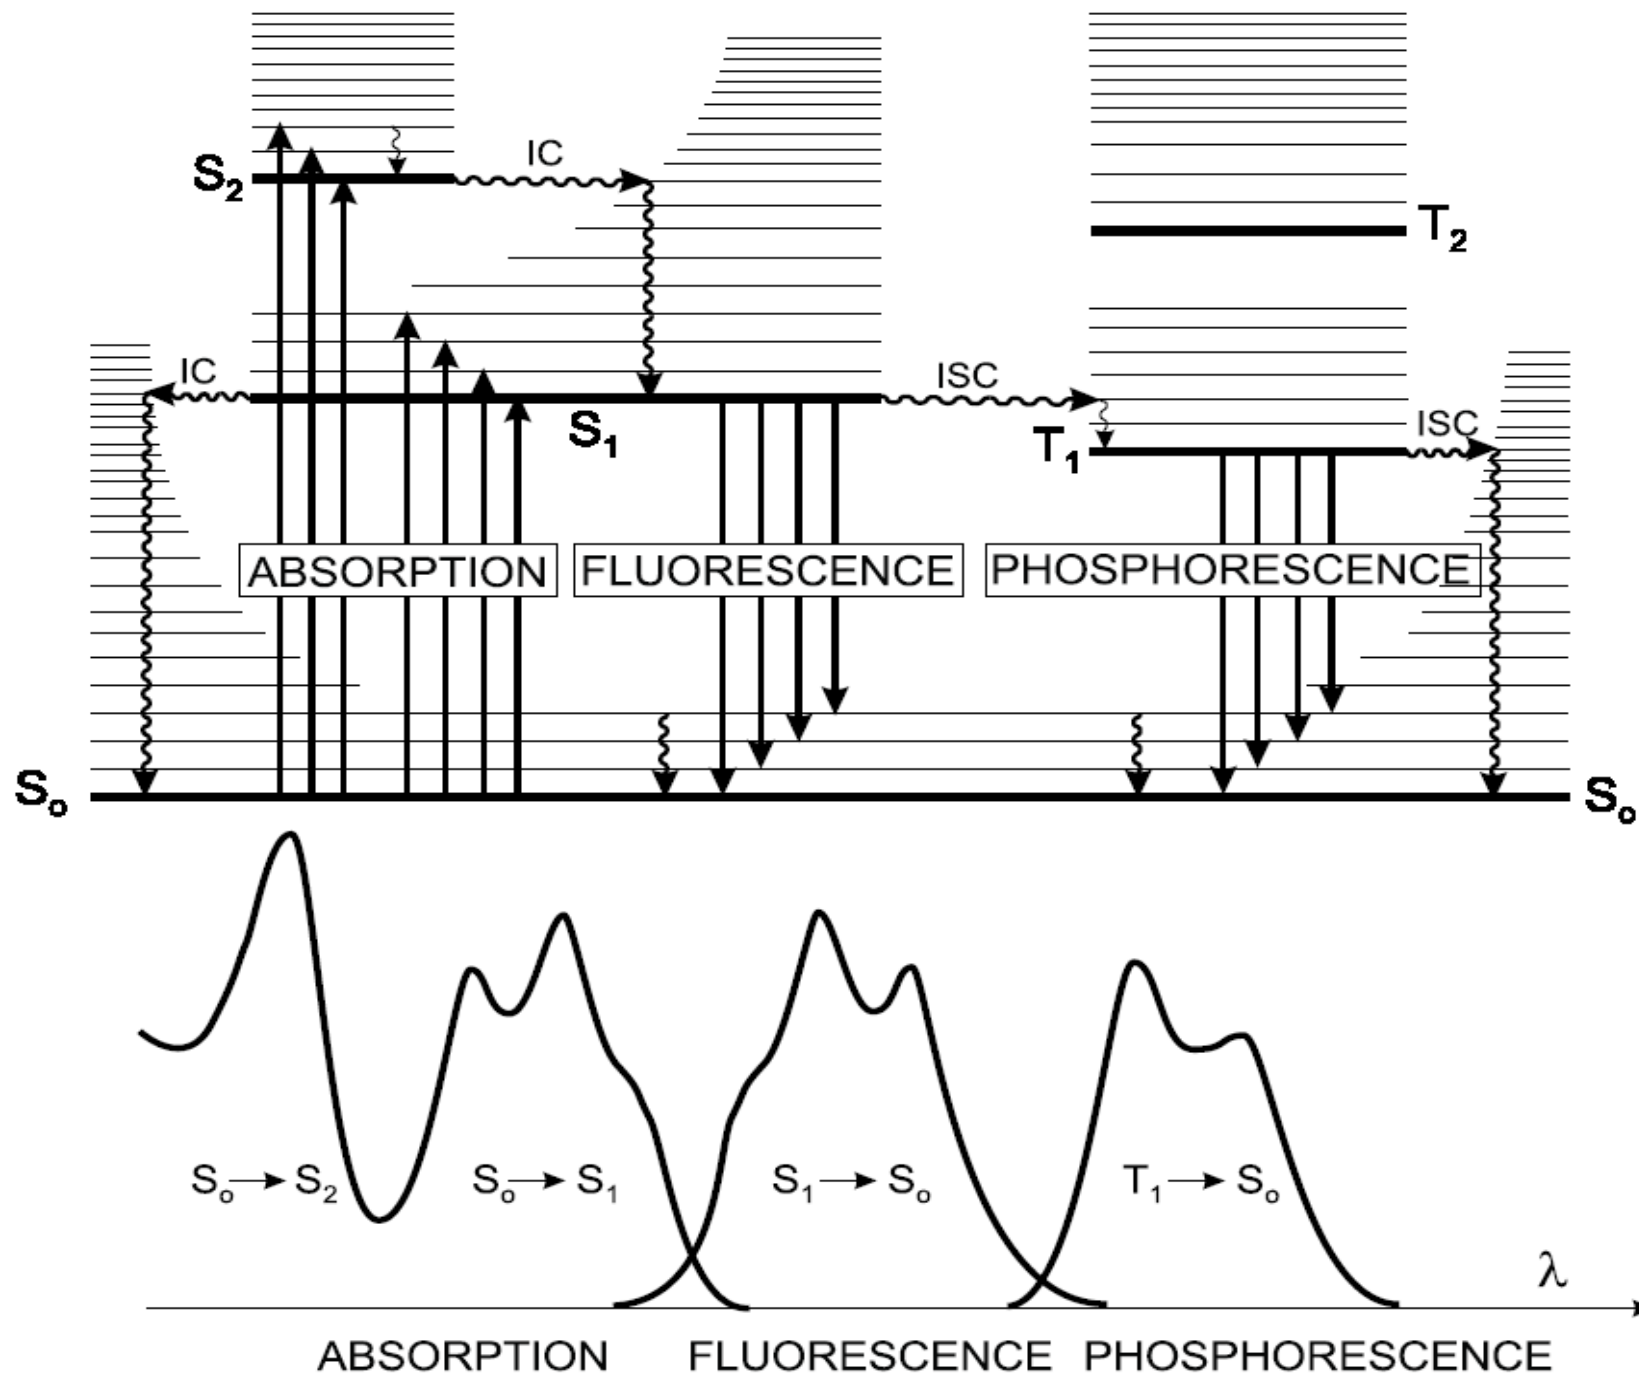 IC
S₂
T₂
IC
ISC
S₁
T₁
ISC
ABSORPTION
FLUORESCENCE
PHOSPHORESCENCE
Sₒ
Sₒ
Sₒ → S₂
Sₒ → S₁
S₁ → Sₒ
T₁ → Sₒ
λ
ABSORPTION
FLUORESCENCE
PHOSPHORESCENCE